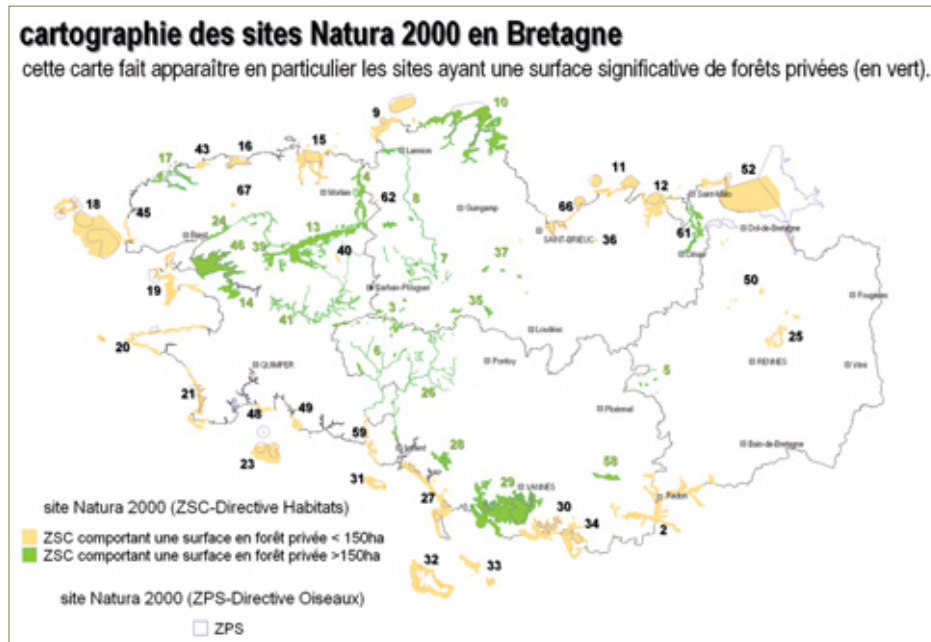 cartographie des sites Natura 2000 en Bretagne
cette carte fait apparaître en particulier les sites ayant une surface significative de forêts privées (en vert).
10
9
17
43
16
15
Lannion
11
52
18
45
67
Morlaix
4
62
8
Guingamp
66
12
Saint-Malo
24
Brest
13
SAINT-BRIEUC
36
61
Dol-de-Bretagne
46
39
40
7
37
Dinan
50
Fougères
19
14
Carhaix-Plouguer
41
3
35
Loudéac
25
20
6
Pontivy
RENNES
Vitré
QUIMPER
26
5
21
48
49
Ploërmel
59
Lorient
28
Bain-de-Bretagne
23
31
58
27
29
VANNES
30
34
Redon
2
32
33
site Natura 2000 (ZSC-Directive Habitats)
ZSC comportant une surface en forêt privée < 150ha
ZSC comportant une surface en forêt privée >150ha
site Natura 2000 (ZPS-Directive Oiseaux)
ZPS